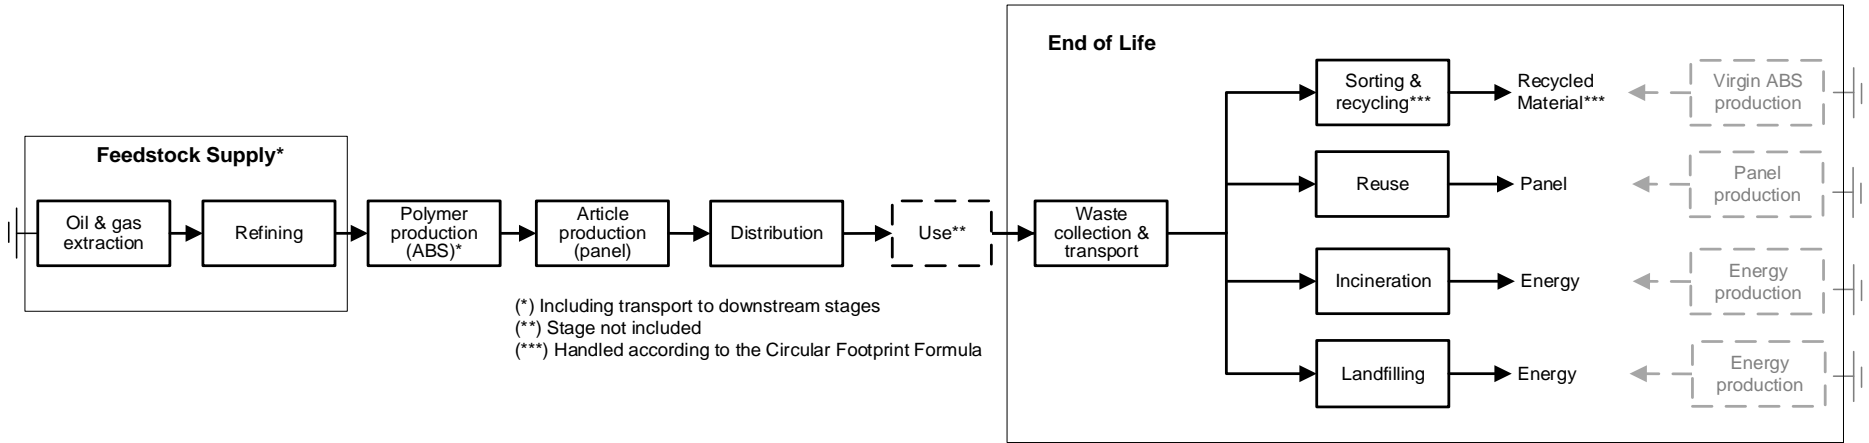 End of Life
Feedstock Supply*
Oil & gas
extraction
Refining
Polymer
production
(ABS)*
Article
production
(panel)
Distribution
Use**
Waste
collection &
transport
Sorting &
recycling***
Recycled
Material***
Virgin ABS
production
Reuse
Panel
Panel
production
Incineration
Energy
Energy
production
Landfilling
Energy
Energy
production
(*) Including transport to downstream stages
(**) Stage not included
(***) Handled according to the Circular Footprint Formula